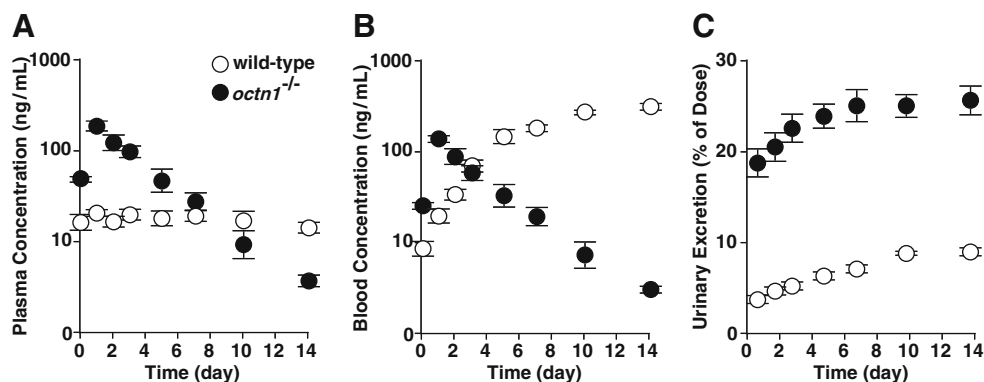 A
Plasma Concentration (ng/mL)
1000
100
10
0
wild-type
octn1-/-
0 2 4 6 8 10 12 14
Time (day)
B
Blood Concentration (ng/mL)
1000
100
10
0
0 2 4 6 8 10 12 14
Time (day)
C
Urinary Excretion (% of Dose)
30
20
10
0
0 2 4 6 8 10 12 14
Time (day)